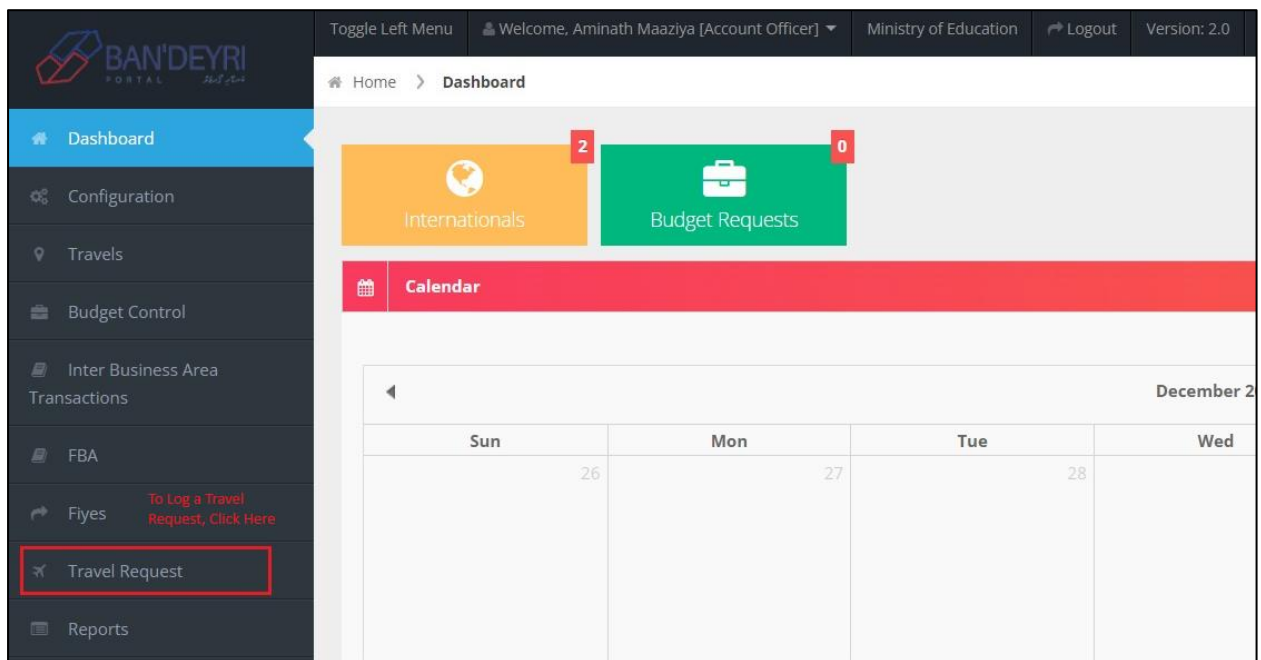 Toggle Left Menu Welcome, Aminath Maaziya [Account Officer] Ministry of Education Logout Version: 2.0
BAN'DEYRI
PORTAL
Home > Dashboard
Dashboard
Configuration
Travels
Budget Control
Inter Business Area
Transactions
FBA
Fiyes
To Log a Travel
Request, Click Here
Travel Request
Reports
2
Internationals
0
Budget Requests
Calendar
December 2
Sun Mon Tue Wed
26 27 28